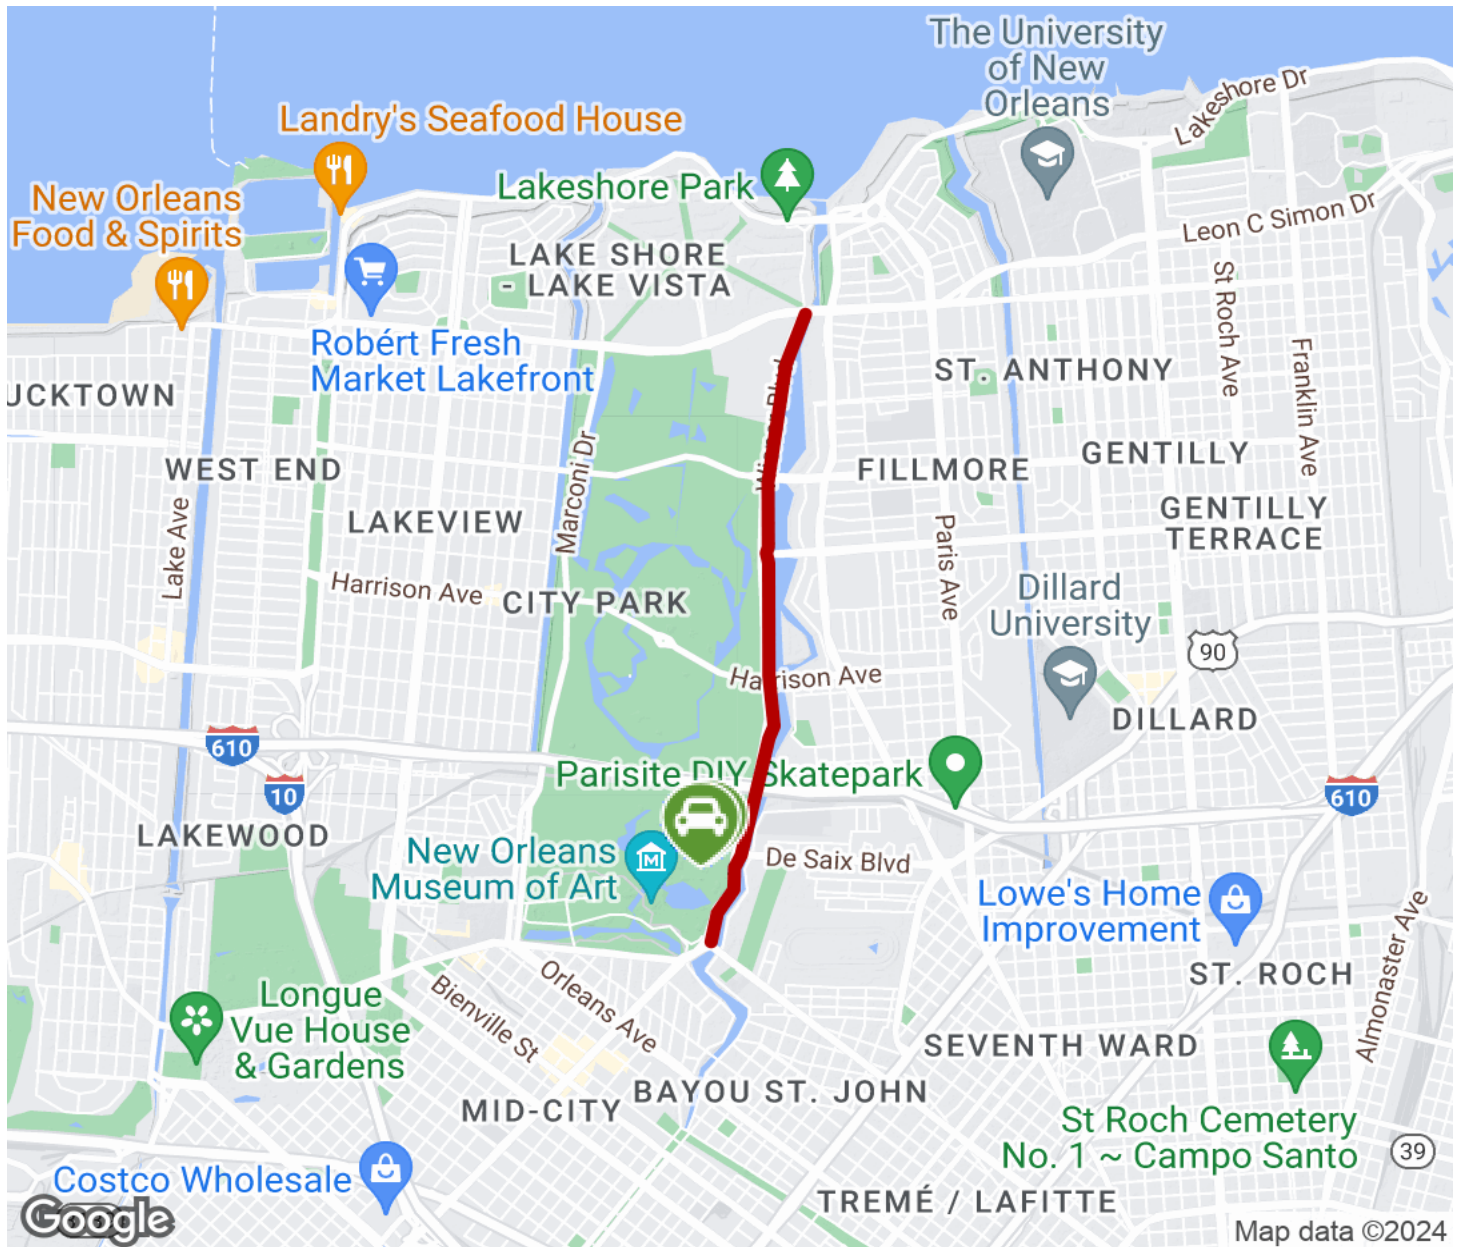 The University
of New
Orleans
Lakeshore Dr
Landry's Seafood House
Lakeshore Park
New Orleans
Food & Spirits
Leon C Simon Dr
LAKE SHORE
- LAKE VISTA
St Roch Ave
Robért Fresh
Market Lakefront
Franklin Ave
ST. ANTHONY
UCKTOWN
Marconi Dr
WEST END
FILLMORE
GENTILLY
LAKEVIEW
GENTILLY
TERRACE
Lake Ave
Paris Ave
Harrison Ave
CITY PARK
Dillard
University
90
Harrison Ave
DILLARD
610
10
Parisite DIY Skatepark
610
LAKEWOOD
New Orleans
Museum of Art
De Saix Blvd
Lowe's Home
Improvement
Almonaster Ave
ST. ROCH
Orleans Ave
Bienville St
Longue
Vue House
& Gardens
SEVENTH WARD
BAYOU ST. JOHN
MID-CITY
St Roch Cemetery
No. 1 ~ Campo Santo
39
Costco Wholesale
TREMÉ / LAFITTE
Google
Map data ©2024